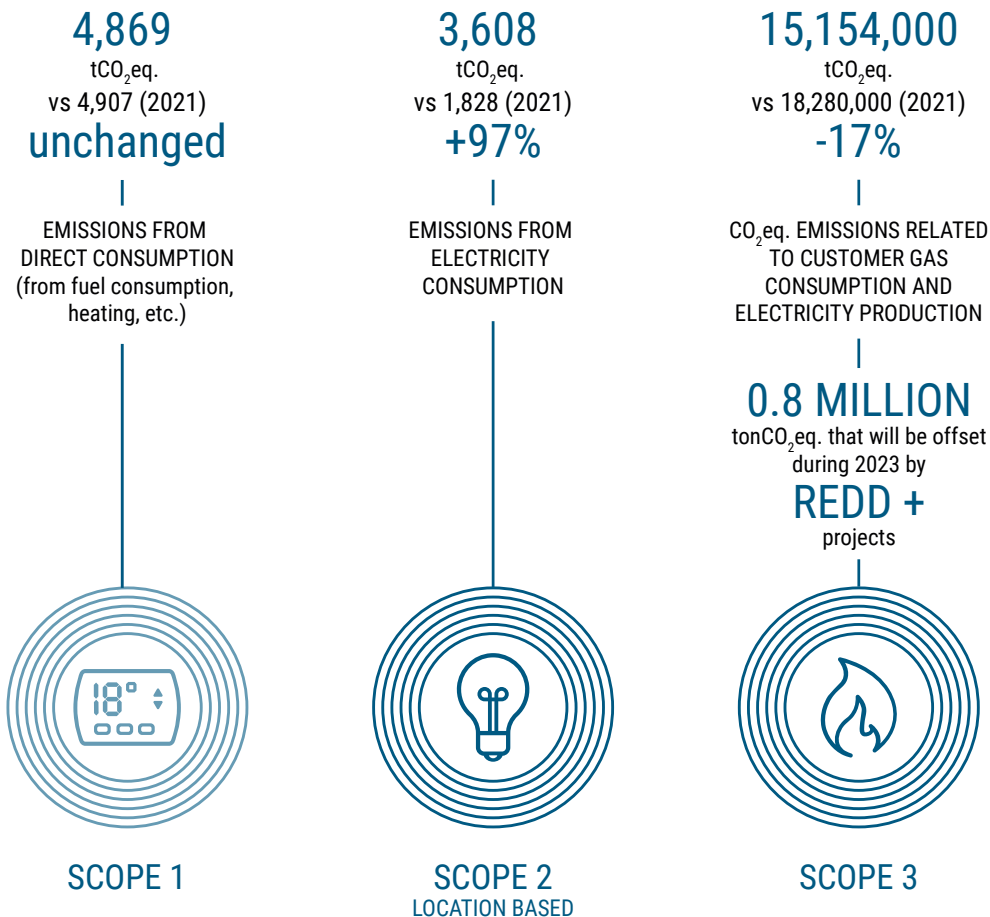 4,869
tCO₂eq.
vs 4,907 (2021)
unchanged
EMISSIONS FROM
DIRECT CONSUMPTION
(from fuel consumption,
heating, etc.)
18°
SCOPE 1
3,608
tCO₂eq.
vs 1,828 (2021)
+97%
EMISSIONS FROM
ELECTRICITY
CONSUMPTION
SCOPE 2
LOCATION BASED
15,154,000
tCO₂eq.
vs 18,280,000 (2021)
-17%
CO₂eq. EMISSIONS RELATED
TO CUSTOMER GAS
CONSUMPTION AND
ELECTRICITY PRODUCTION
0.8 MILLION
tonCO₂eq. that will be offset
during 2023 by
REDD +
projects
SCOPE 3